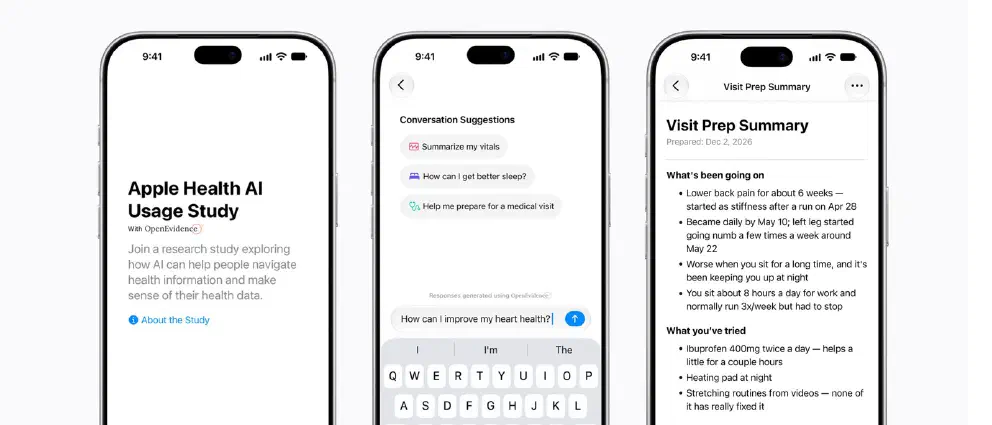 9:41
Apple Health AI
Usage Study
With OpenEvidence
Join a research study exploring
how AI can help people navigate
health information and make
sense of their health data.
About the Study
9:41
Conversation Suggestions
Summarize my vitals
How can I get better sleep?
Help me prepare for a medical visit
Responses generated using OpenEvidence
How can I improve my heart health?
I
I'm
The
Q W E R T Y U I O P
A S D F G H J K L
9:41
Visit Prep Summary
Visit Prep Summary
Prepared: Dec 2, 2026
What's been going on
• Lower back pain for about 6 weeks —
started as stiffness after a run on Apr 28
• Became daily by May 10; left leg started
going numb a few times a week around
May 22
• Worse when you sit for a long time, and it's
been keeping you up at night
• You sit about 8 hours a day for work and
normally run 3x/week but had to stop
What you've tried
• Ibuprofen 400mg twice a day — helps a
little for a couple hours
• Heating pad at night
• Stretching routines from videos — none of
it has really fixed it